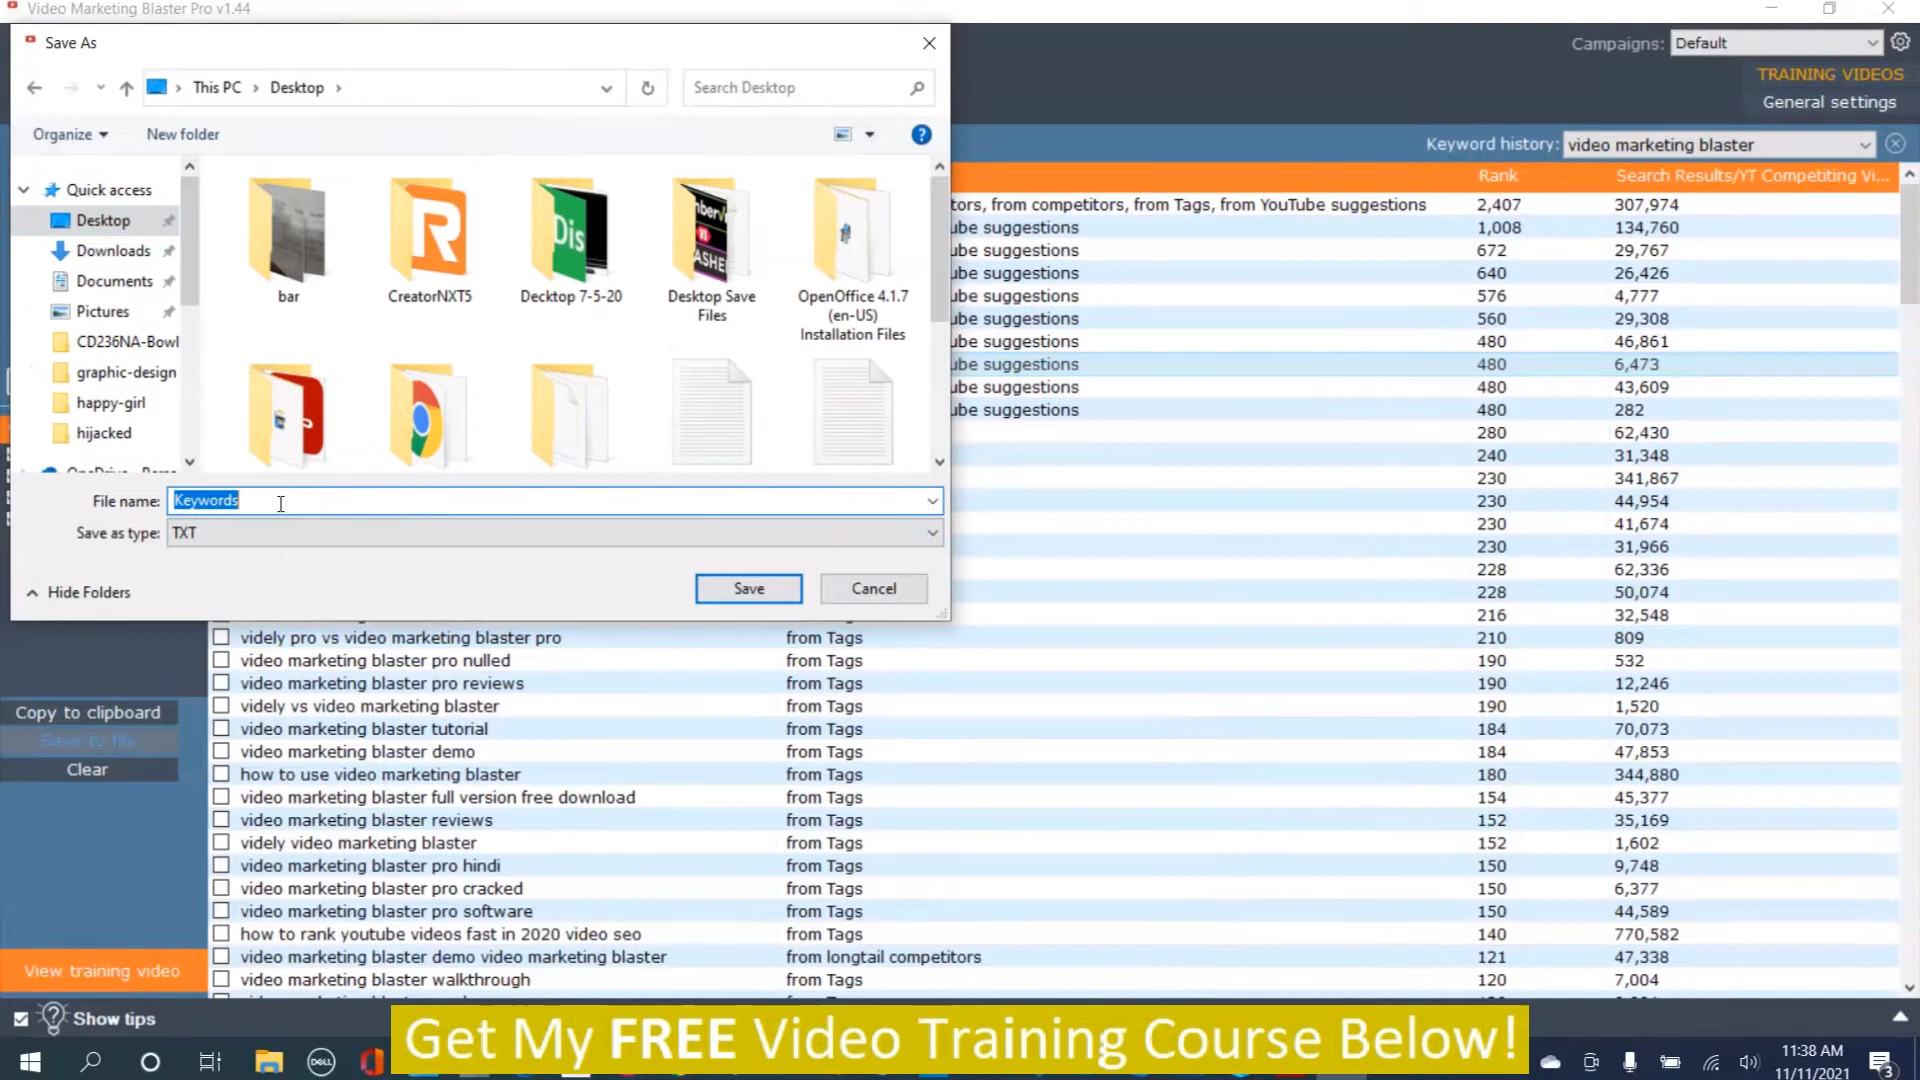 Video Marketing Blaster Pro v1.44
Save As
Campaigns: Default
TRAINING VIDEOS
General settings
This PC > Desktop >
Search Desktop
Organize
New folder
Keyword history: video marketing blaster
Quick access
Desktop
Downloads
Documents
Pictures
CD236NA-Bowl
graphic-design
happy-girl
hijacked
bar
CreatorNXT5
Decktop 7-5-20
Desktop Save Files
OpenOffice 4.1.7 (en-US) Installation Files
File name: Keywords
Save as type: TXT
Hide Folders
Save
Cancel
Rank
Search Results/YT Competiting Vi...
tors, from competitors, from Tags, from YouTube suggestions 2,407 307,974
ube suggestions 1,008 134,760
ube suggestions 672 29,767
ube suggestions 640 26,426
ube suggestions 576 4,777
ube suggestions 560 29,308
ube suggestions 480 46,861
ube suggestions 480 6,473
ube suggestions 480 43,609
ube suggestions 480 282
280 62,430
240 31,348
230 341,867
230 44,954
230 41,674
230 31,966
228 62,336
228 50,074
216 32,548
videly pro vs video marketing blaster pro from Tags 210 809
video marketing blaster pro nulled from Tags 190 532
video marketing blaster pro reviews from Tags 190 12,246
videly vs video marketing blaster from Tags 190 1,520
video marketing blaster tutorial from Tags 184 70,073
video marketing blaster demo from Tags 184 47,853
how to use video marketing blaster from Tags 180 344,880
video marketing blaster full version free download from Tags 154 45,377
video marketing blaster reviews from Tags 152 35,169
videly video marketing blaster from Tags 152 1,602
video marketing blaster pro hindi from Tags 150 9,748
video marketing blaster pro cracked from Tags 150 6,377
video marketing blaster pro software from Tags 150 44,589
how to rank youtube videos fast in 2020 video seo from Tags 140 770,582
video marketing blaster demo video marketing blaster from longtail competitors 121 47,338
video marketing blaster walkthrough from Tags 120 7,004
Copy to clipboard
Save to file
Clear
View training video
Show tips
Get My FREE Video Training Course Below!
DELL
11:38 AM
11/11/2021
3